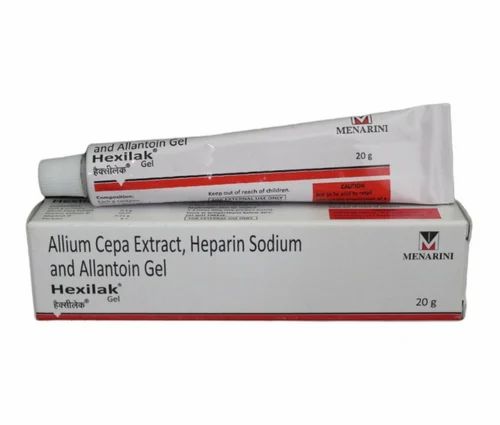 and Allantoin Gel
Hexilak® Gel
हैक्सीलेक®
Composition:
Keep out of reach of children.
FOR EXTERNAL USE ONLY
MENARINI
20 g
CAUTION
Allium Cepa Extract, Heparin Sodium
and Allantoin Gel
Hexilak®
Gel
हैक्सीलेक®
MENARINI
20 g